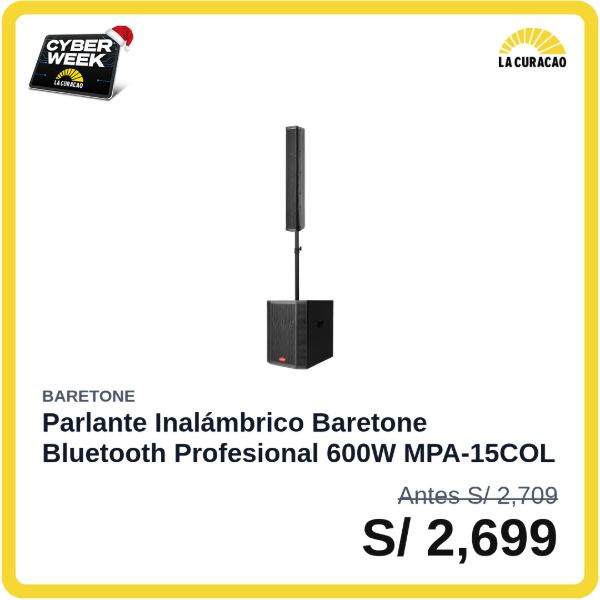 CYBER
WEEK
LA CURACAO
LA CURACAO
BARETONE
Parlante Inalámbrico Baretone
Bluetooth Profesional 600W MPA-15COL
Antes S/ 2,709
S/ 2,699